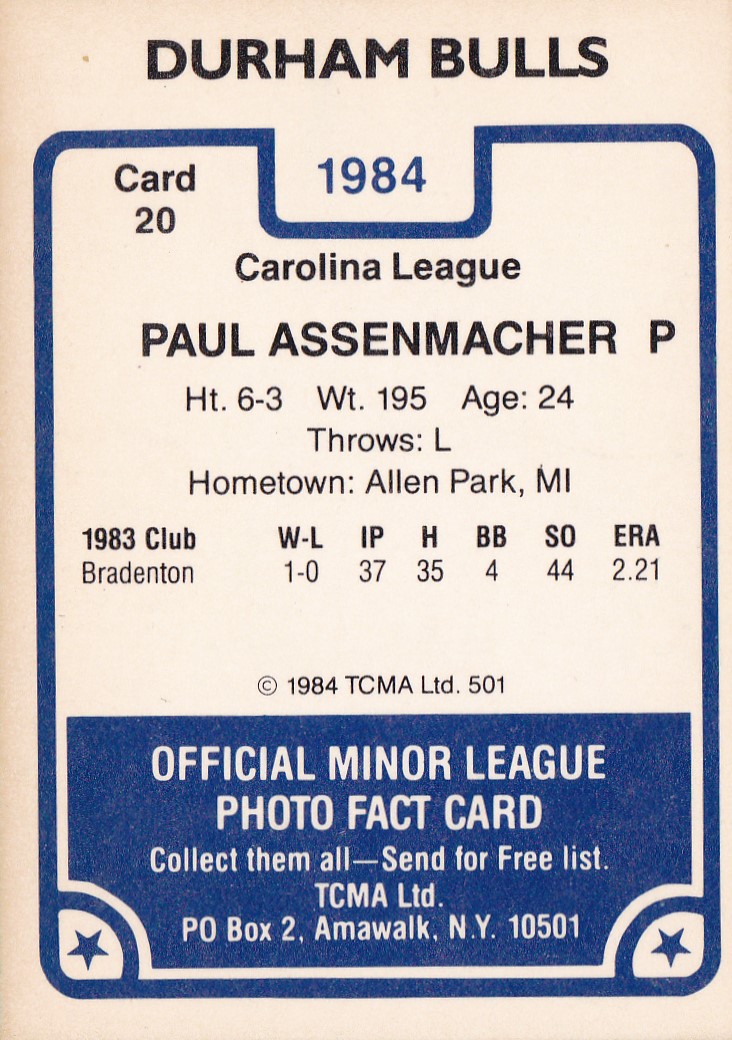 DURHAM BULLS
Card
20
1984
Carolina League
PAUL ASSENMACHER P
Ht. 6-3 Wt. 195 Age: 24
Throws: L
Hometown: Allen Park, MI
1983 Club W-L IP H BB SO ERA
Bradenton 1-0 37 35 4 44 2.21
© 1984 TCMA Ltd. 501
OFFICIAL MINOR LEAGUE
PHOTO FACT CARD
Collect them all—Send for Free list.
TCMA Ltd.
PO Box 2, Amawalk, N.Y. 10501